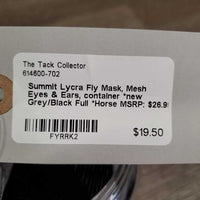 The Tack Collector
614600-702
Summit Lycra Fly Mask, Mesh
Eyes & Ears, container *new
Grey/Black Full *Horse MSRP: $26.9
$19.50
FYRRK2